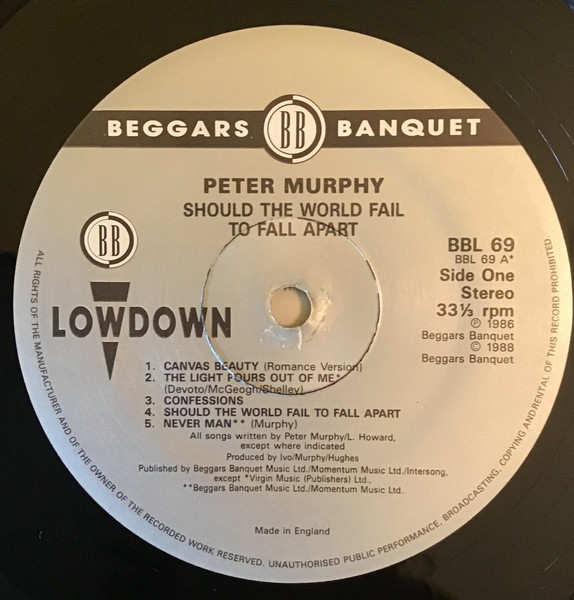 BEGGARS BB BANQUET
PETER MURPHY
SHOULD THE WORLD FAIL
TO FALL APART
BB
LOWDOWN
BBL 69
BBL 69 A*
Side One
Stereo
33⅓ rpm
℗ 1986
Beggars Banquet
© 1988
Beggars Banquet
1. CANVAS BEAUTY (Romance Version)
2. THE LIGHT POURS OUT OF ME*
(Devoto/McGeogh/Shelley)
3. CONFESSIONS
4. SHOULD THE WORLD FAIL TO FALL APART
5. NEVER MAN** (Murphy)
All songs written by Peter Murphy/L. Howard,
except where indicated
Produced by Ivo/Murphy/Hughes
Published by Beggars Banquet Music Ltd./Momentum Music Ltd./Intersong,
except *Virgin Music (Publishers) Ltd.,
**Beggars Banquet Music Ltd./Momentum Music Ltd.
Made in England
ALL RIGHTS OF THE MANUFACTURER AND OF THE OWNER OF THE RECORDED WORK RESERVED. UNAUTHORISED PUBLIC PERFORMANCE, BROADCASTING, COPYING AND RENTAL OF THIS RECORD PROHIBITED.